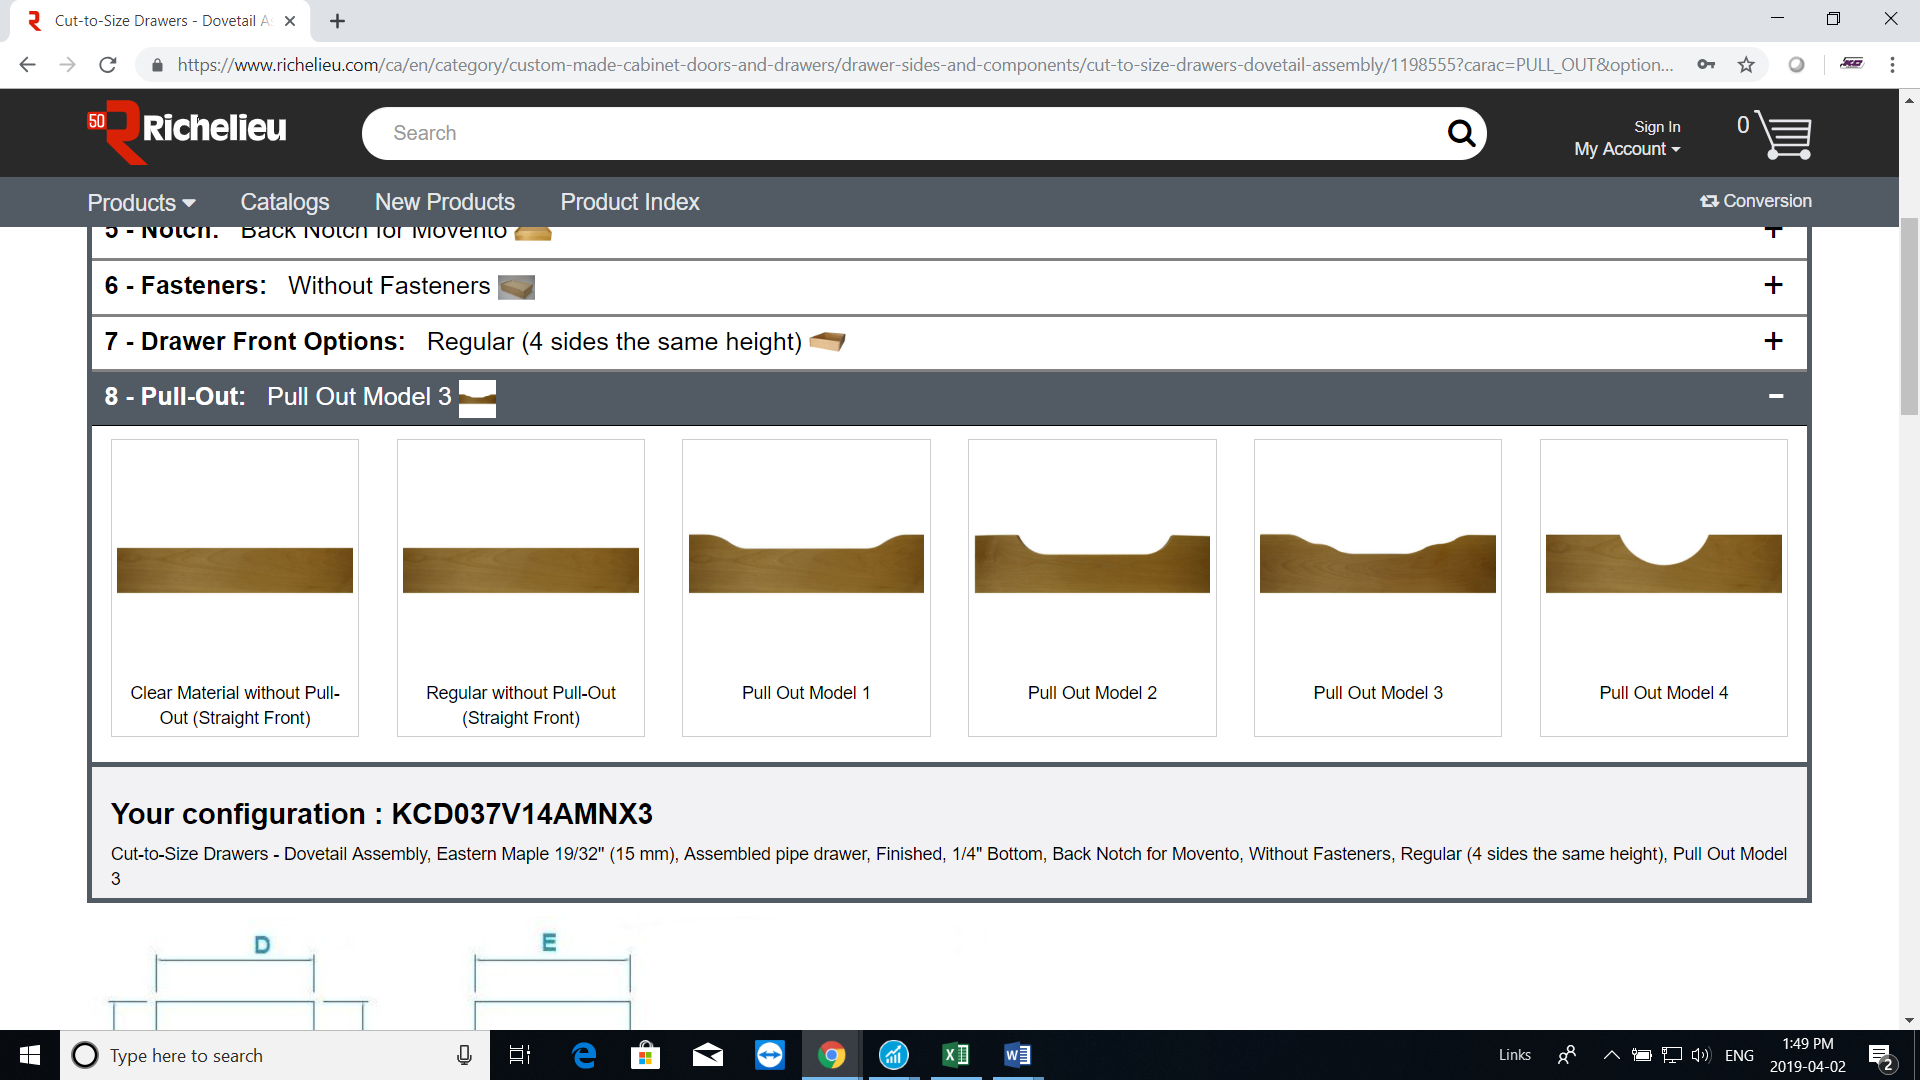 Cut-to-Size Drawers - Dovetail As
https://www.richelieu.com/ca/en/category/custom-made-cabinet-doors-and-drawers/drawer-sides-and-components/cut-to-size-drawers-dovetail-assembly/1198555?carac=PULL_OUT&option...
50 Richelieu
Search
Sign In
My Account
0
Products
Catalogs
New Products
Product Index
Conversion
5 - Notch: Back Notch for Movento
6 - Fasteners: Without Fasteners
7 - Drawer Front Options: Regular (4 sides the same height)
8 - Pull-Out: Pull Out Model 3
Clear Material without Pull-
Out (Straight Front)
Regular without Pull-Out
(Straight Front)
Pull Out Model 1
Pull Out Model 2
Pull Out Model 3
Pull Out Model 4
Your configuration : KCD037V14AMNX3
Cut-to-Size Drawers - Dovetail Assembly, Eastern Maple 19/32" (15 mm), Assembled pipe drawer, Finished, 1/4" Bottom, Back Notch for Movento, Without Fasteners, Regular (4 sides the same height), Pull Out Model
3
D
E
Type here to search
Links
ENG
1:49 PM
2019-04-02
2